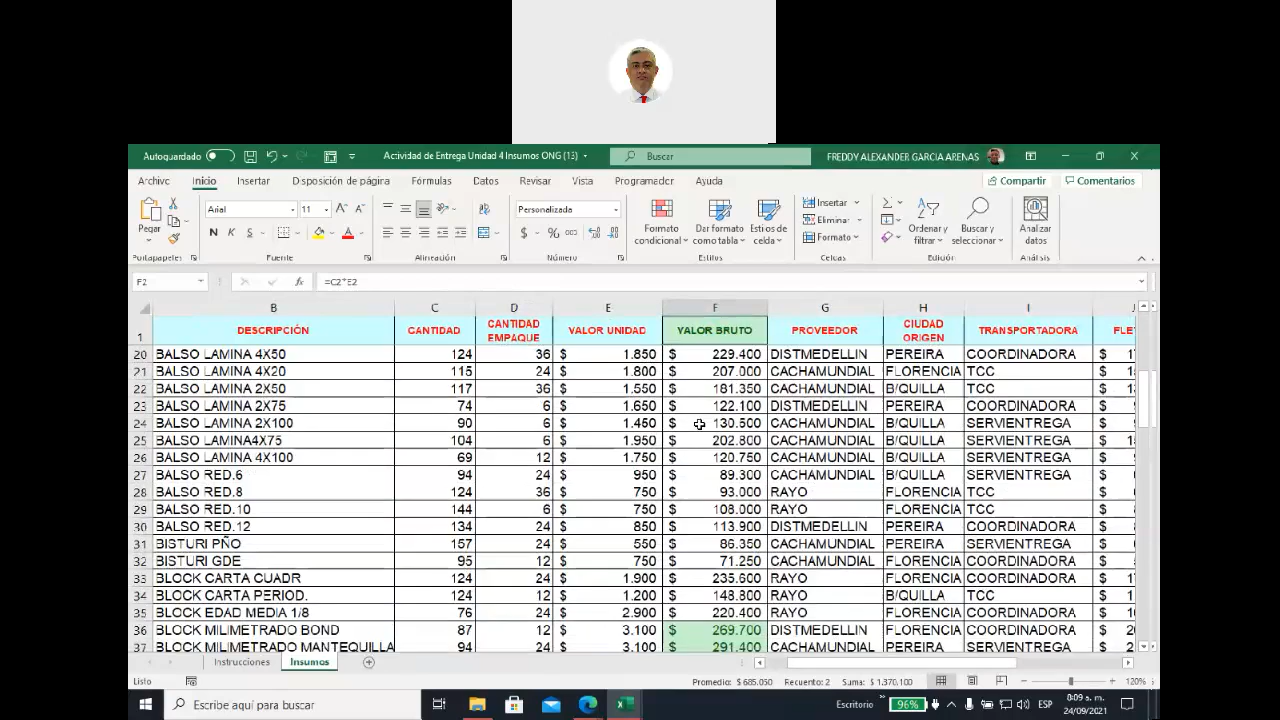 Autoguardado
Actividad de Entrega Unidad 4 Insumos ONG (13)
Buscar
FREDDY ALEXANDER GARCIA ARENAS
Archivo Inicio Insertar Disposición de página Fórmulas Datos Revisar Vista Programador Ayuda Compartir Comentarios
Pegar
Arial 11
N K S
Personalizada
$ % 000
Formato condicional
Dar formato como tabla
Estilos de celda
Insertar
Eliminar
Formato
Ordenar y filtrar
Buscar y seleccionar
Analizar datos
Portapapeles Fuente Alineación Número Estilos Celdas Edición Análisis
F2 fx =C2*E2
B C D E F G H I J
1 DESCRIPCIÓN CANTIDAD CANTIDAD EMPAQUE VALOR UNIDAD VALOR BRUTO PROVEEDOR CIUDAD ORIGEN TRANSPORTADORA FLE
20 BALSO LAMINA 4X50 124 36 $ 1.850 $ 229.400 DISTMEDELLIN PEREIRA COORDINADORA $
21 BALSO LAMINA 4X20 115 24 $ 1.800 $ 207.000 CACHAMUNDIAL FLORENCIA TCC $
22 BALSO LAMINA 2X50 117 36 $ 1.550 $ 181.350 CACHAMUNDIAL B/QUILLA TCC $
23 BALSO LAMINA 2X75 74 6 $ 1.650 $ 122.100 DISTMEDELLIN PEREIRA COORDINADORA $
24 BALSO LAMINA 2X100 90 6 $ 1.450 $ 130.500 CACHAMUNDIAL B/QUILLA SERVIENTREGA $
25 BALSO LAMINA4X75 104 6 $ 1.950 $ 202.800 CACHAMUNDIAL B/QUILLA SERVIENTREGA $
26 BALSO LAMINA 4X100 69 12 $ 1.750 $ 120.750 CACHAMUNDIAL B/QUILLA SERVIENTREGA $
27 BALSO RED.6 94 24 $ 950 $ 89.300 CACHAMUNDIAL B/QUILLA SERVIENTREGA $
28 BALSO RED.8 124 36 $ 750 $ 93.000 RAYO FLORENCIA TCC $
29 BALSO RED.10 144 6 $ 750 $ 108.000 RAYO FLORENCIA TCC $
30 BALSO RED.12 134 24 $ 850 $ 113.900 DISTMEDELLIN PEREIRA COORDINADORA $
31 BISTURI PÑO 157 24 $ 550 $ 86.350 CACHAMUNDIAL PEREIRA SERVIENTREGA $
32 BISTURI GDE 95 12 $ 750 $ 71.250 CACHAMUNDIAL FLORENCIA COORDINADORA $
33 BLOCK CARTA CUADR 124 24 $ 1.900 $ 235.600 RAYO FLORENCIA COORDINADORA $
34 BLOCK CARTA PERIOD. 124 12 $ 1.200 $ 148.800 RAYO B/QUILLA TCC $
35 BLOCK EDAD MEDIA 1/8 76 24 $ 2.900 $ 220.400 RAYO FLORENCIA COORDINADORA $
36 BLOCK MILIMETRADO BOND 87 12 $ 3.100 $ 269.700 DISTMEDELLIN FLORENCIA COORDINADORA $
37 BLOCK MILIMETRADO MANTEQUILLA 94 24 $ 3.100 $ 291.400 CACHAMUNDIAL PEREIRA SERVIENTREGA $
Instrucciones Insumos
Listo Promedio: $ 685.050 Recuento: 2 Suma: $ 1.370.100 120%
Escribe aquí para buscar
Escritorio 96% ESP
24/09/2021